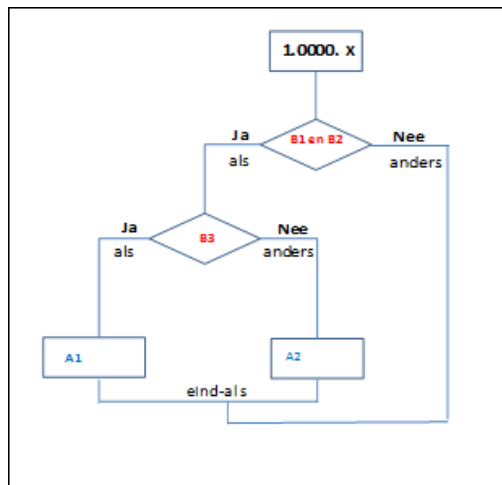 1.0000. x
Ja
B1 en B2
Nee
als
anders
Ja
B3
Nee
als
anders
A1
A2
eind-als